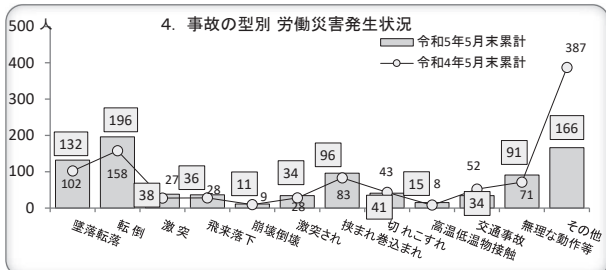 人
4. 事故の型別 労働災害発生状況
令和5年5月末累計
令和4年5月末累計
500
400
300
200
100
0
132
102
196
158
38
27
36
28
11
9
34
28
96
83
43
41
15
8
52
34
91
71
387
166
墜落転落
転倒
激突
飛来落下
崩壊倒壊
激突され
挟まれ巻込まれ
切れこすれ
高温低温物接触
交通事故
無理な動作等
その他